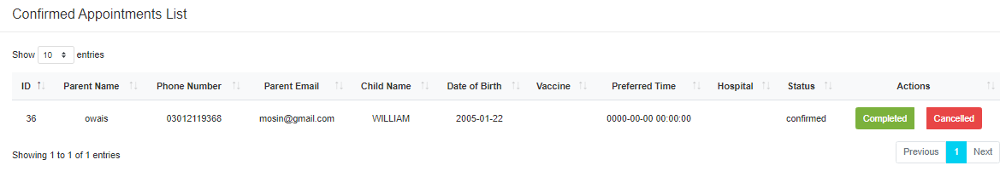 Confirmed Appointments List
Show 10 entries
ID Parent Name Phone Number Parent Email Child Name Date of Birth Vaccine Preferred Time Hospital Status Actions
36 owais 03012119368 mosin@gmail.com WILLIAM 2005-01-22 0000-00-00 00:00:00 confirmed Completed Cancelled
Showing 1 to 1 of 1 entries
Previous 1 Next